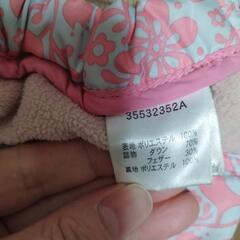 35532352A
表地 ポリエステル 100%
詰物 ダウン 70%
フェザー 30%
裏地 ポリエステル 100%